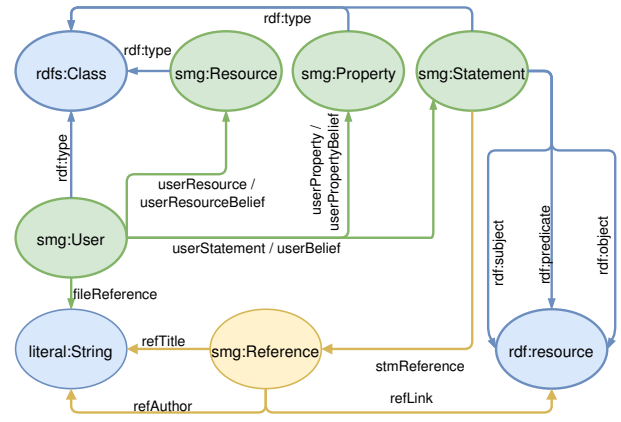 rdf:type
rdf:type
rdfs:Class
smg:Resource
smg:Property
smg:Statement
rdf:type
userResource /
userResourceBelief
userProperty /
userPropertyBelief
smg:User
userStatement / userBelief
rdf:subject
rdf:predicate
rdf:object
fileReference
literal:String
refTitle
smg:Reference
stmReference
rdf:resource
refAuthor
refLink